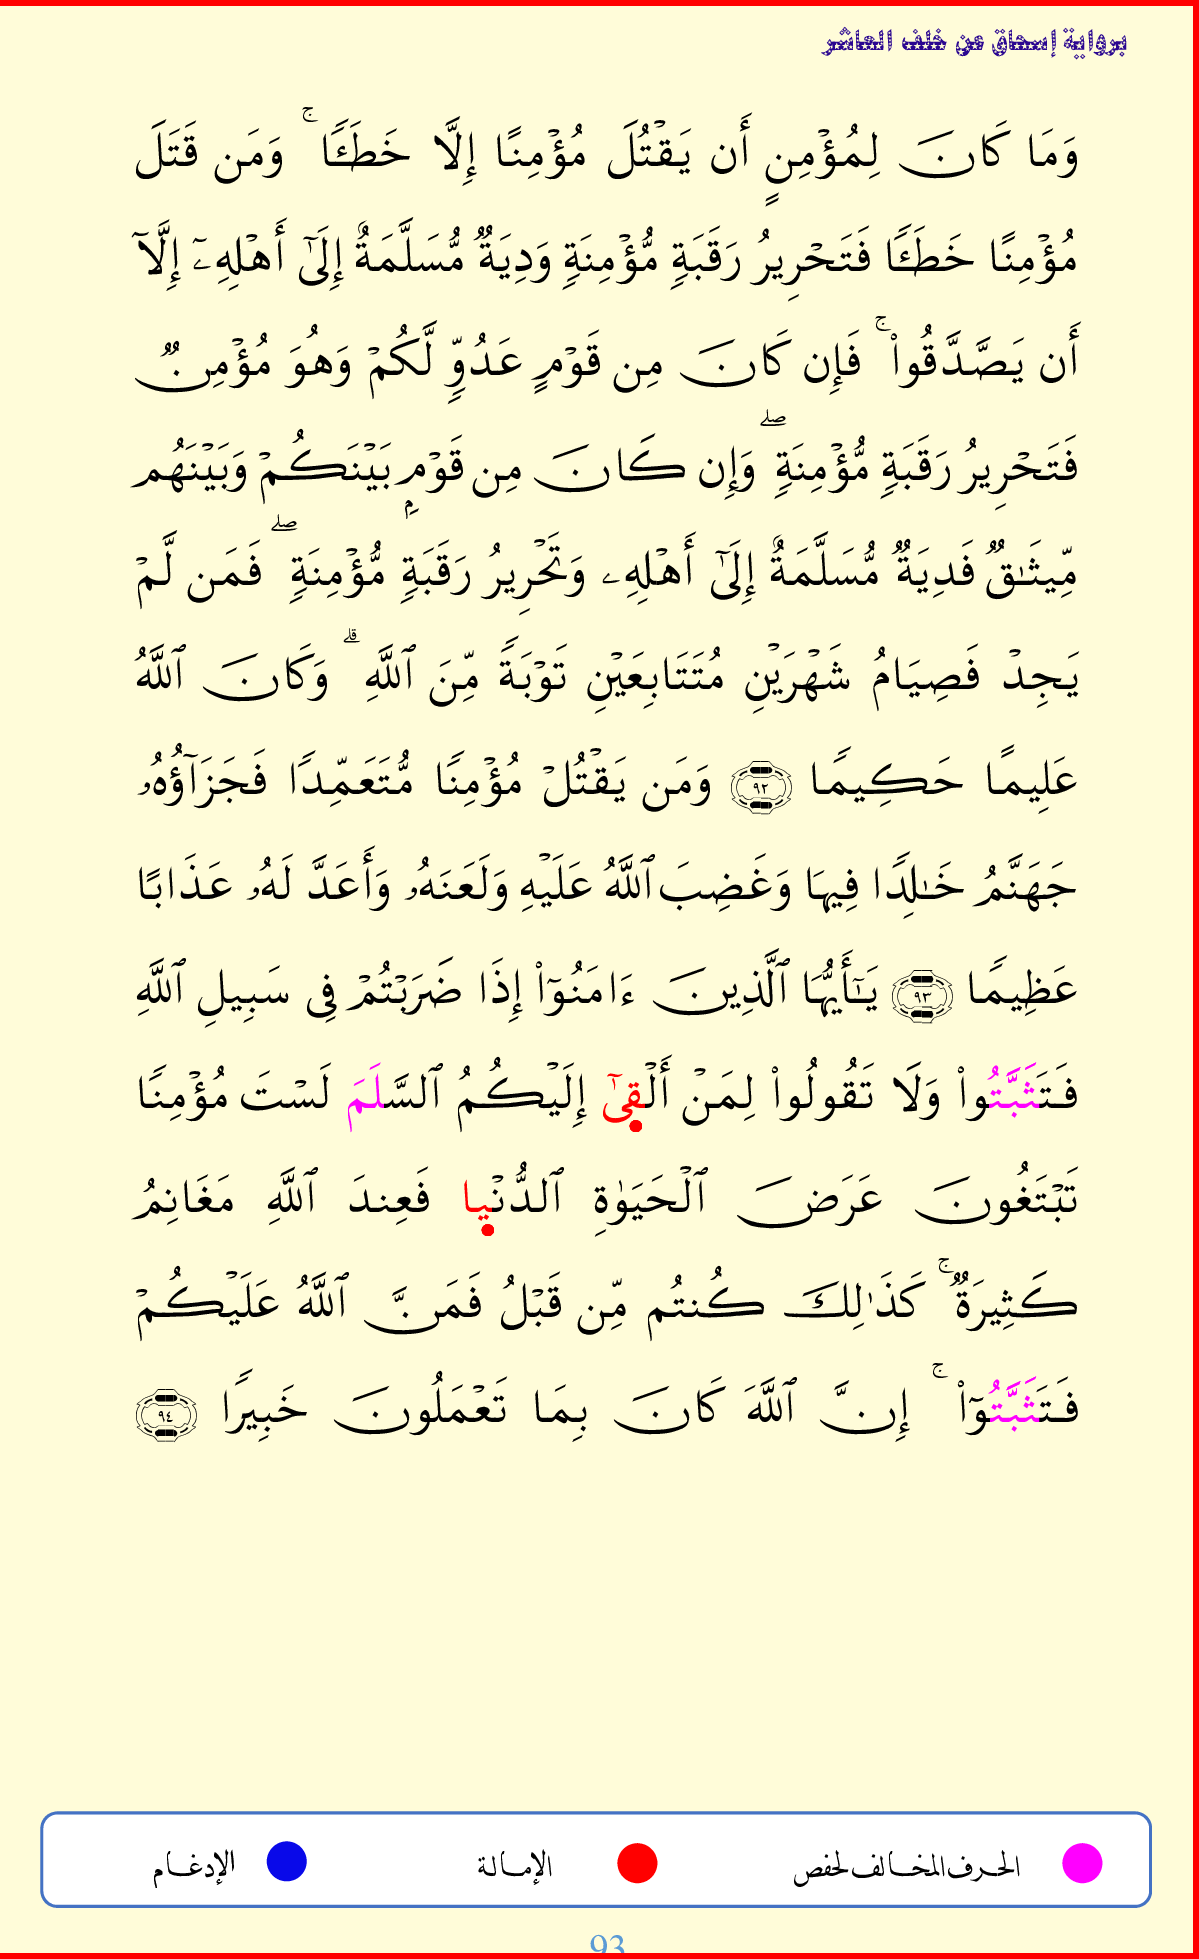 برواية إسحاق عن خلف العاشر
وَمَا كَانَ لِمُؤْمِنٍ أَن يَقْتُلَ مُؤْمِنًا إِلَّا خَطَـًٔا ۚ وَمَن قَتَلَ
مُؤْمِنًا خَطَـًٔا فَتَحْرِيرُ رَقَبَةٍ مُّؤْمِنَةٍ وَدِيَةٌ مُّسَلَّمَةٌ إِلَىٰٓ أَهْلِهِۦٓ إِلَّآ
أَن يَصَّدَّقُوا۟ ۚ فَإِن كَانَ مِن قَوْمٍ عَدُوٍّ لَّكُمْ وَهُوَ مُؤْمِنٌ
فَتَحْرِيرُ رَقَبَةٍ مُّؤْمِنَةٍ ۖ وَإِن كَانَ مِن قَوْمٍۭ بَيْنَكُمْ وَبَيْنَهُم
مِّيثَـٰقٌ فَدِيَةٌ مُّسَلَّمَةٌ إِلَىٰٓ أَهْلِهِۦ وَتَحْرِيرُ رَقَبَةٍ مُّؤْمِنَةٍ ۖ فَمَن لَّمْ
يَجِدْ فَصِيَامُ شَهْرَيْنِ مُتَتَابِعَيْنِ تَوْبَةً مِّنَ ٱللَّهِ ۗ وَكَانَ ٱللَّهُ
عَلِيمًا حَكِيمًا ٩٢ وَمَن يَقْتُلْ مُؤْمِنًا مُّتَعَمِّدًا فَجَزَآؤُهُۥ
جَهَنَّمُ خَـٰلِدًا فِيهَا وَغَضِبَ ٱللَّهُ عَلَيْهِ وَلَعَنَهُۥ وَأَعَدَّ لَهُۥ عَذَابًا
عَظِيمًا ٩٣ يَـٰٓأَيُّهَا ٱلَّذِينَ ءَامَنُوٓا۟ إِذَا ضَرَبْتُمْ فِى سَبِيلِ ٱللَّهِ
فَتَثَبَّتُوا۟ وَلَا تَقُولُوا۟ لِمَنْ أَلْقِىٰٓ إِلَيْكُمُ ٱلسَّلَمَ لَسْتَ مُؤْمِنًا
تَبْتَغُونَ عَرَضَ ٱلْحَيَوٰةِ ٱلدُّنْيا فَعِندَ ٱللَّهِ مَغَانِمُ
كَثِيرَةٌ ۚ كَذَٰلِكَ كُنتُم مِّن قَبْلُ فَمَنَّ ٱللَّهُ عَلَيْكُمْ
فَتَثَبَّتُوٓا۟ ۚ إِنَّ ٱللَّهَ كَانَ بِمَا تَعْمَلُونَ خَبِيرًا ٩٤
الحرف المخالف لحفص الإمالة الإدغام
93